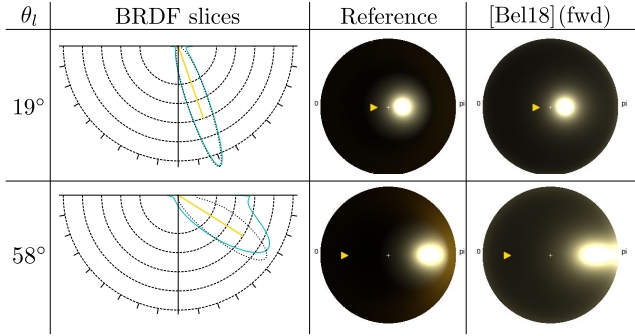 θl BRDF slices Reference [Bel18] (fwd)
19° 0 pi 0 pi
58° 0 pi 0 pi